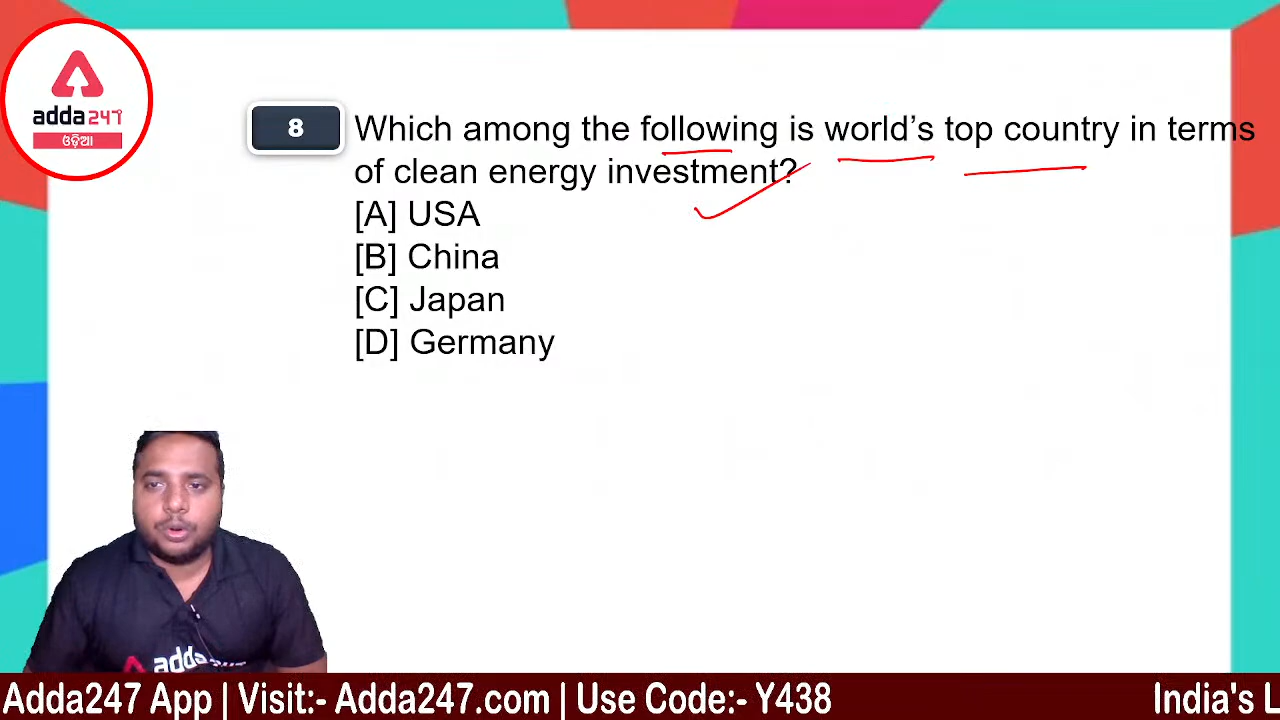 adda247
ଓଡ଼ିଆ
8
Which among the following is world's top country in terms
of clean energy investment?
[A] USA
[B] China
[C] Japan
[D] Germany
adda247
Adda247 App | Visit:- Adda247.com | Use Code:- Y438
India's L